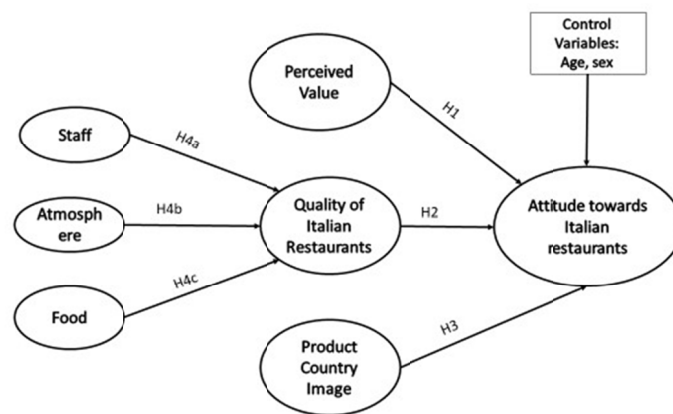 Control
Variables:
Age, sex
Perceived
Value
H1
Staff
H4a
Atmosph
ere
H4b
Quality of
Italian
Restaurants
H2
Attitude towards
Italian
restaurants
H4c
Food
H3
Product
Country
Image